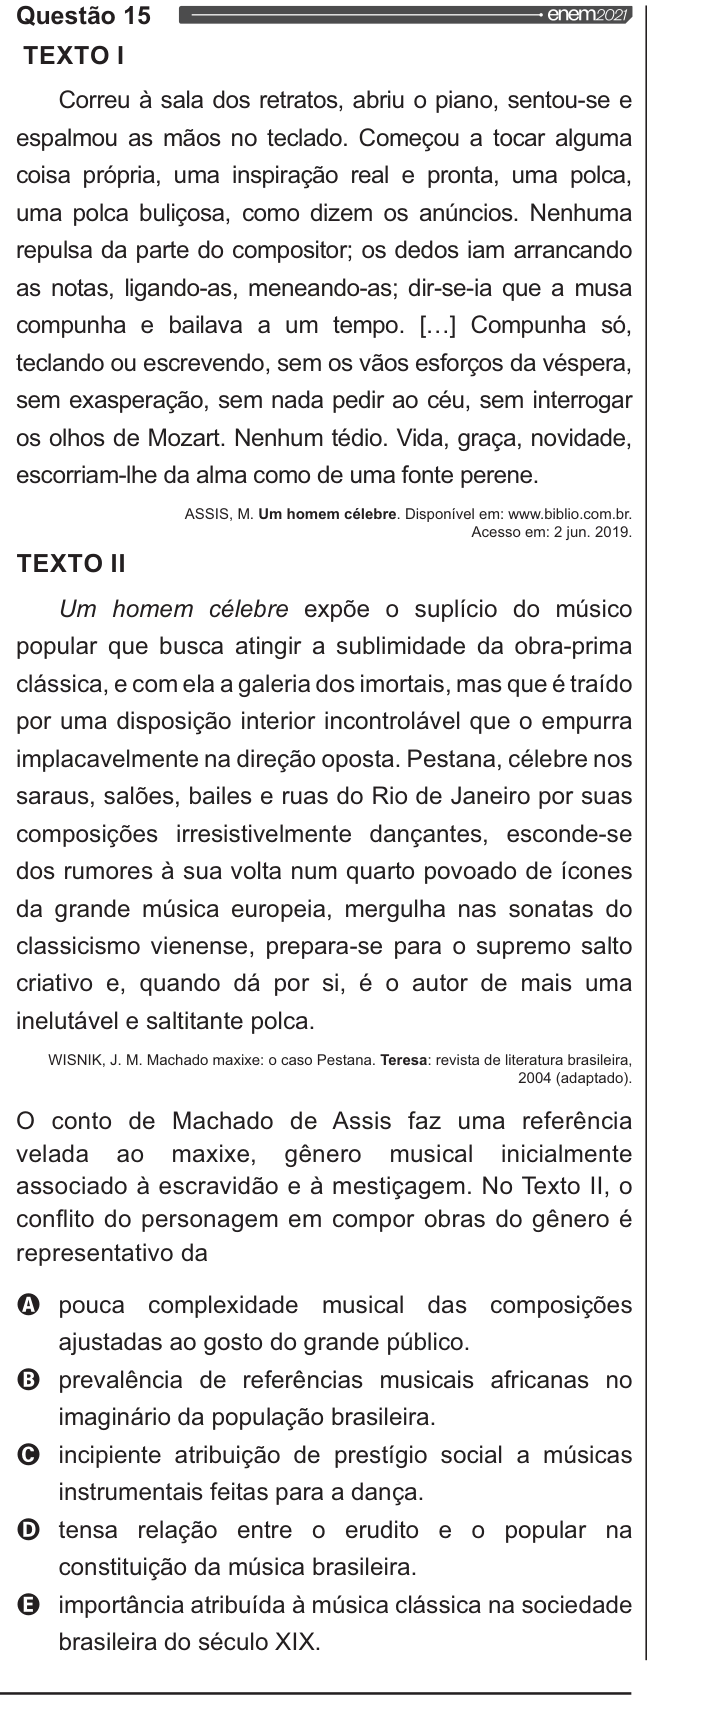 Questão 15
enem2021
TEXTO I
Correu à sala dos retratos, abriu o piano, sentou-se e
espalmou as mãos no teclado. Começou a tocar alguma
coisa própria, uma inspiração real e pronta, uma polca,
uma polca buliçosa, como dizem os anúncios. Nenhuma
repulsa da parte do compositor; os dedos iam arrancando
as notas, ligando-as, meneando-as; dir-se-ia que a musa
compunha e bailava a um tempo. [...] Compunha só,
teclando ou escrevendo, sem os vãos esforços da véspera,
sem exasperação, sem nada pedir ao céu, sem interrogar
os olhos de Mozart. Nenhum tédio. Vida, graça, novidade,
escorriam-lhe da alma como de uma fonte perene.
ASSIS, M. Um homem célebre. Disponível em: www.biblio.com.br.
Acesso em: 2 jun. 2019.
TEXTO II
Um homem célebre expõe o suplício do músico
popular que busca atingir a sublimidade da obra-prima
clássica, e com ela a galeria dos imortais, mas que é traído
por uma disposição interior incontrolável que o empurra
implacavelmente na direção oposta. Pestana, célebre nos
saraus, salões, bailes e ruas do Rio de Janeiro por suas
composições irresistivelmente dançantes, esconde-se
dos rumores à sua volta num quarto povoado de ícones
da grande música europeia, mergulha nas sonatas do
classicismo vienense, prepara-se para o supremo salto
criativo e, quando dá por si, é o autor de mais uma
inelutável e saltitante polca.
WISNIK, J. M. Machado maxixe: o caso Pestana. Teresa: revista de literatura brasileira,
2004 (adaptado).
O conto de Machado de Assis faz uma referência
velada ao maxixe, gênero musical inicialmente
associado à escravidão e à mestiçagem. No Texto II, o
conflito do personagem em compor obras do gênero é
representativo da
A pouca complexidade musical das composições
ajustadas ao gosto do grande público.
B prevalência de referências musicais africanas no
imaginário da população brasileira.
C incipiente atribuição de prestígio social a músicas
instrumentais feitas para a dança.
D tensa relação entre o erudito e o popular na
constituição da música brasileira.
E importância atribuída à música clássica na sociedade
brasileira do século XIX.